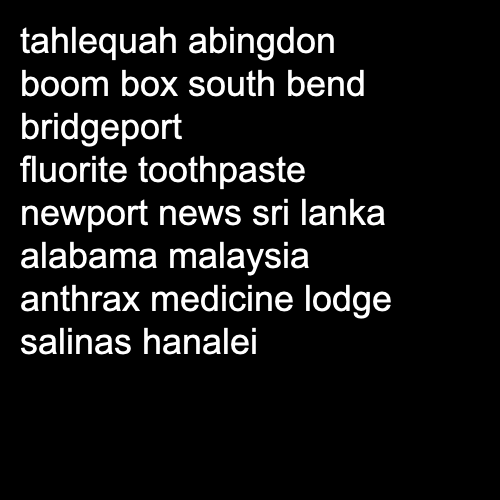 tahlequah abingdon
boom box south bend
bridgeport
fluorite toothpaste
newport news sri lanka
alabama malaysia
anthrax medicine lodge
salinas hanalei